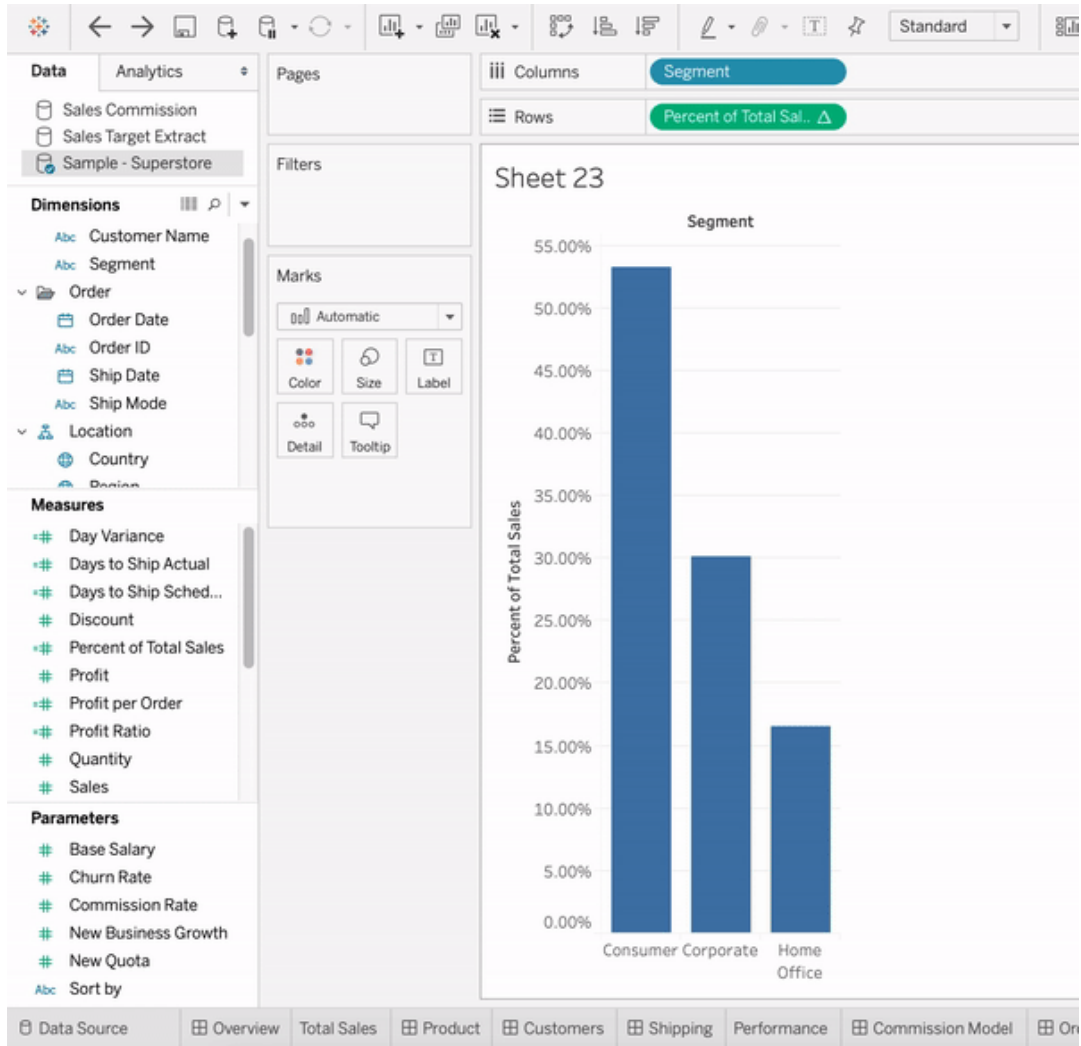 Standard
Data
Analytics
Sales Commission
Sales Target Extract
Sample - Superstore
Dimensions
Abc Customer Name
Abc Segment
Order
Order Date
Abc Order ID
Ship Date
Abc Ship Mode
Location
Country
Region
Measures
Day Variance
Days to Ship Actual
Days to Ship Sched...
Discount
Percent of Total Sales
Profit
Profit per Order
Profit Ratio
Quantity
Sales
Parameters
Base Salary
Churn Rate
Commission Rate
New Business Growth
New Quota
Abc Sort by
Pages
Filters
Marks
Automatic
Color
Size
Label
Detail
Tooltip
Columns
Segment
Rows
Percent of Total Sal.. Δ
Sheet 23
Segment
55.00%
50.00%
45.00%
40.00%
35.00%
30.00%
25.00%
20.00%
15.00%
10.00%
5.00%
0.00%
Percent of Total Sales
Consumer
Corporate
Home
Office
Data Source
Overview
Total Sales
Product
Customers
Shipping
Performance
Commission Model